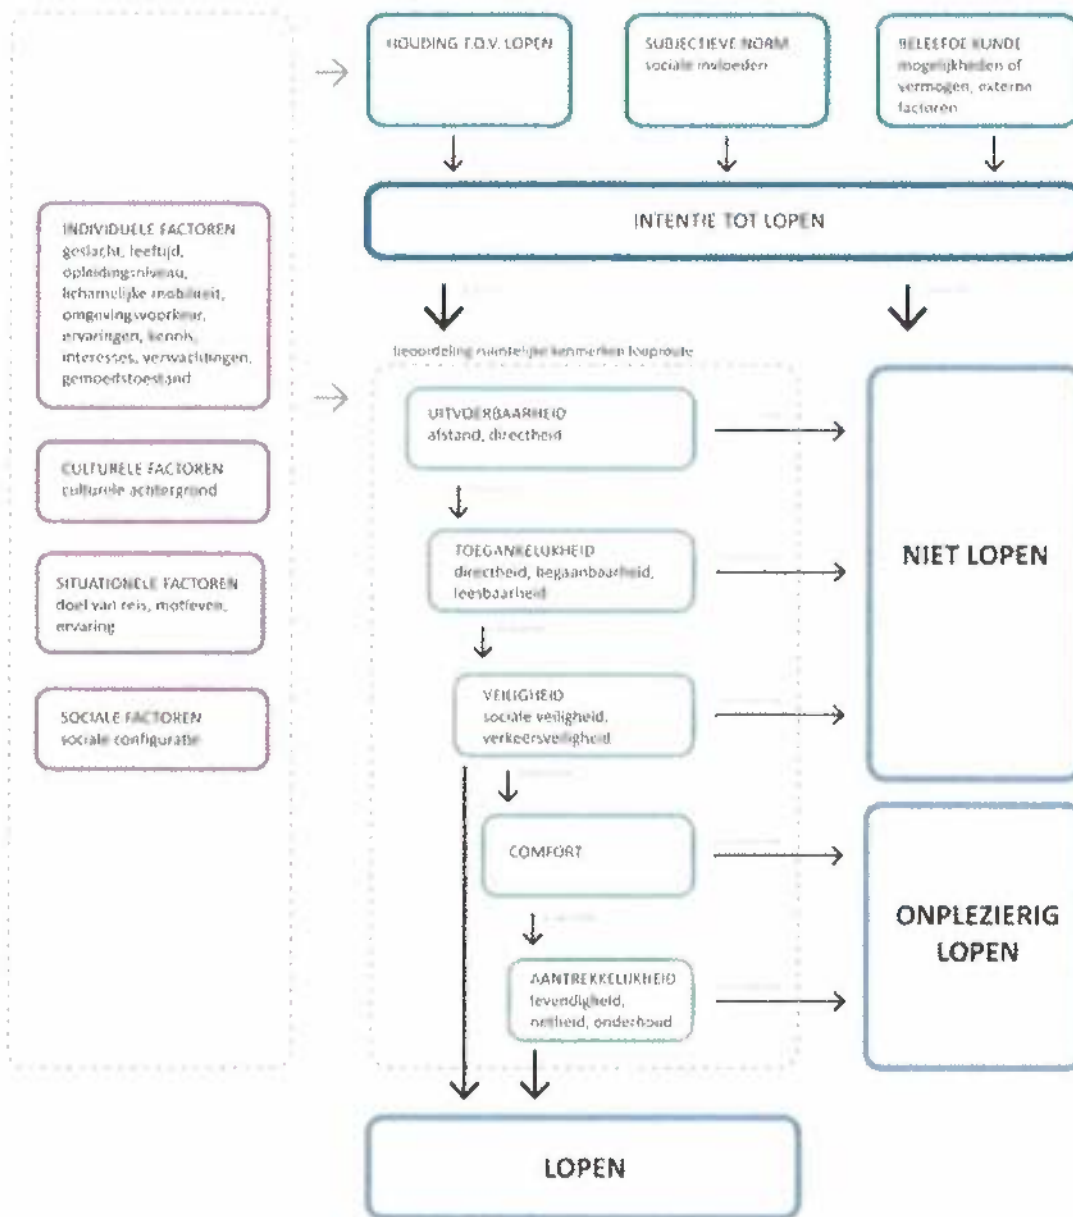 HOUDING T.O.V. LOPEN
SUBJECTIEVE NORM
sociale invloeden
BELEEFDE KUNDE
mogelijkheden of
vermogen, externe
factoren
INTENTIE TOT LOPEN
INDIVIDUELE FACTOREN
geslacht, leeftijd,
opleidingsniveau,
lichamelijke mobiliteit,
omgevingsvoorkeur,
ervaringen, kennis,
interesses, verwachtingen,
gemoedstoestand
CULTURELE FACTOREN
culturele achtergrond
SITUATIONELE FACTOREN
doel van reis, motieven,
ervaring
SOCIALE FACTOREN
sociale configuratie
beoordeling ruimtelijke kenmerken looproute
UITVOERBAARHEID
afstand, directheid
TOEGANKELIJKHEID
directheid, begaanbaarheid,
leesbaarheid
VEILIGHEID
sociale veiligheid,
verkeersveiligheid
COMFORT
AANTREKKELIJKHEID
levendigheid,
netheid, onderhoud
NIET LOPEN
ONPLEZIERIG
LOPEN
LOPEN